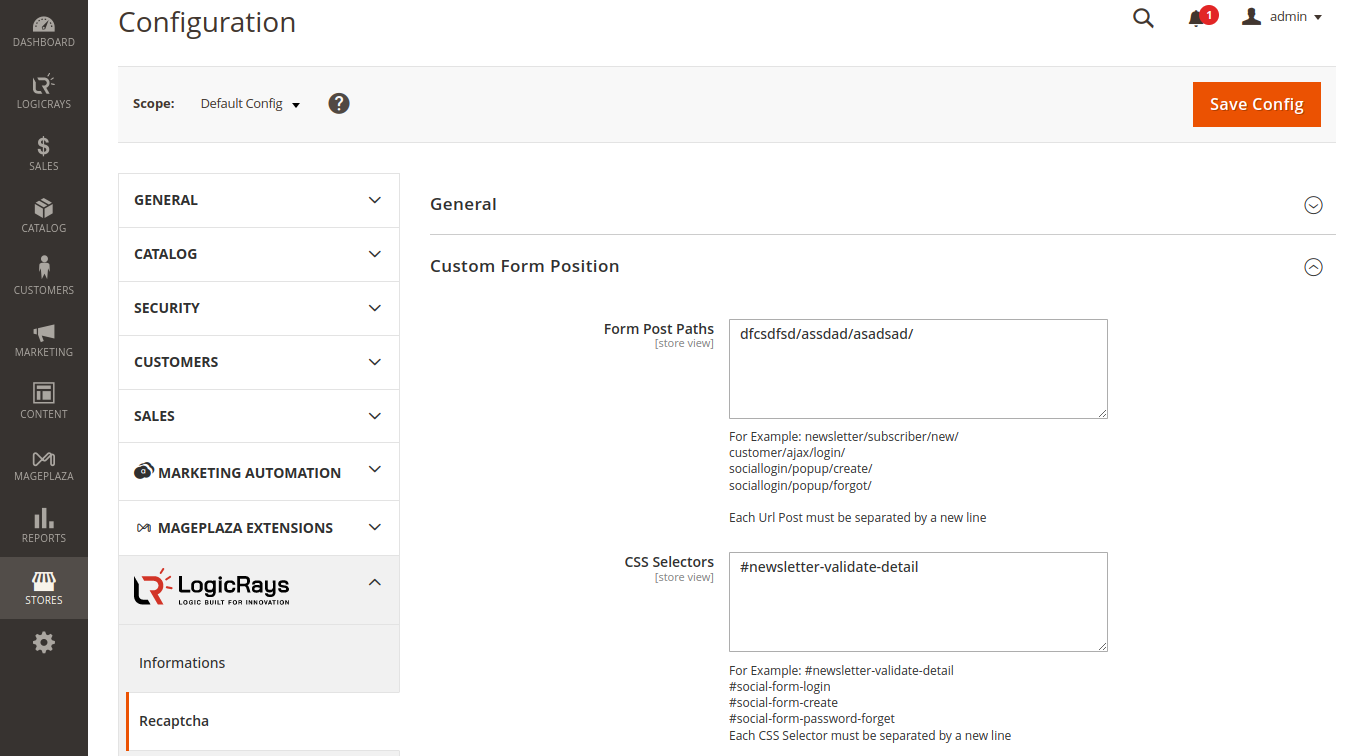 Configuration
1
admin
DASHBOARD
LOGICRAYS
SALES
CATALOG
CUSTOMERS
MARKETING
CONTENT
MAGEPLAZA
REPORTS
STORES
Scope:
Default Config
?
Save Config
GENERAL
CATALOG
SECURITY
CUSTOMERS
SALES
MARKETING AUTOMATION
MAGEPLAZA EXTENSIONS
LogicRays
LOGIC BUILT FOR INNOVATION
Informations
Recaptcha
General
Custom Form Position
Form Post Paths
[store view]
dfcsdfsd/assdad/asadsad/
For Example: newsletter/subscriber/new/
customer/ajax/login/
sociallogin/popup/create/
sociallogin/popup/forgot/
Each Url Post must be separated by a new line
CSS Selectors
[store view]
#newsletter-validate-detail
For Example: #newsletter-validate-detail
#social-form-login
#social-form-create
#social-form-password-forget
Each CSS Selector must be separated by a new line